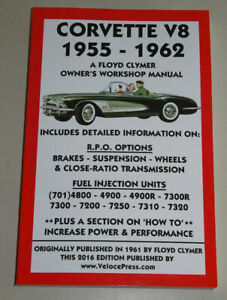 CORVETTE V8
1955 - 1962
A FLOYD CLYMER
OWNER'S WORKSHOP MANUAL
INCLUDES DETAILED INFORMATION ON:
R.P.O. OPTIONS
BRAKES - SUSPENSION - WHEELS
& CLOSE-RATIO TRANSMISSION
FUEL INJECTION UNITS
(701)4800 - 4900 - 4900R - 7300R
7300 - 7200 - 7250 - 7310 - 7320
**PLUS A SECTION ON 'HOW TO'**
INCREASE POWER & PERFORMANCE
ORIGINALLY PUBLISHED IN 1961 BY FLOYD CLYMER
THIS 2016 EDITION PUBLISHED BY
www.VelocePress.com